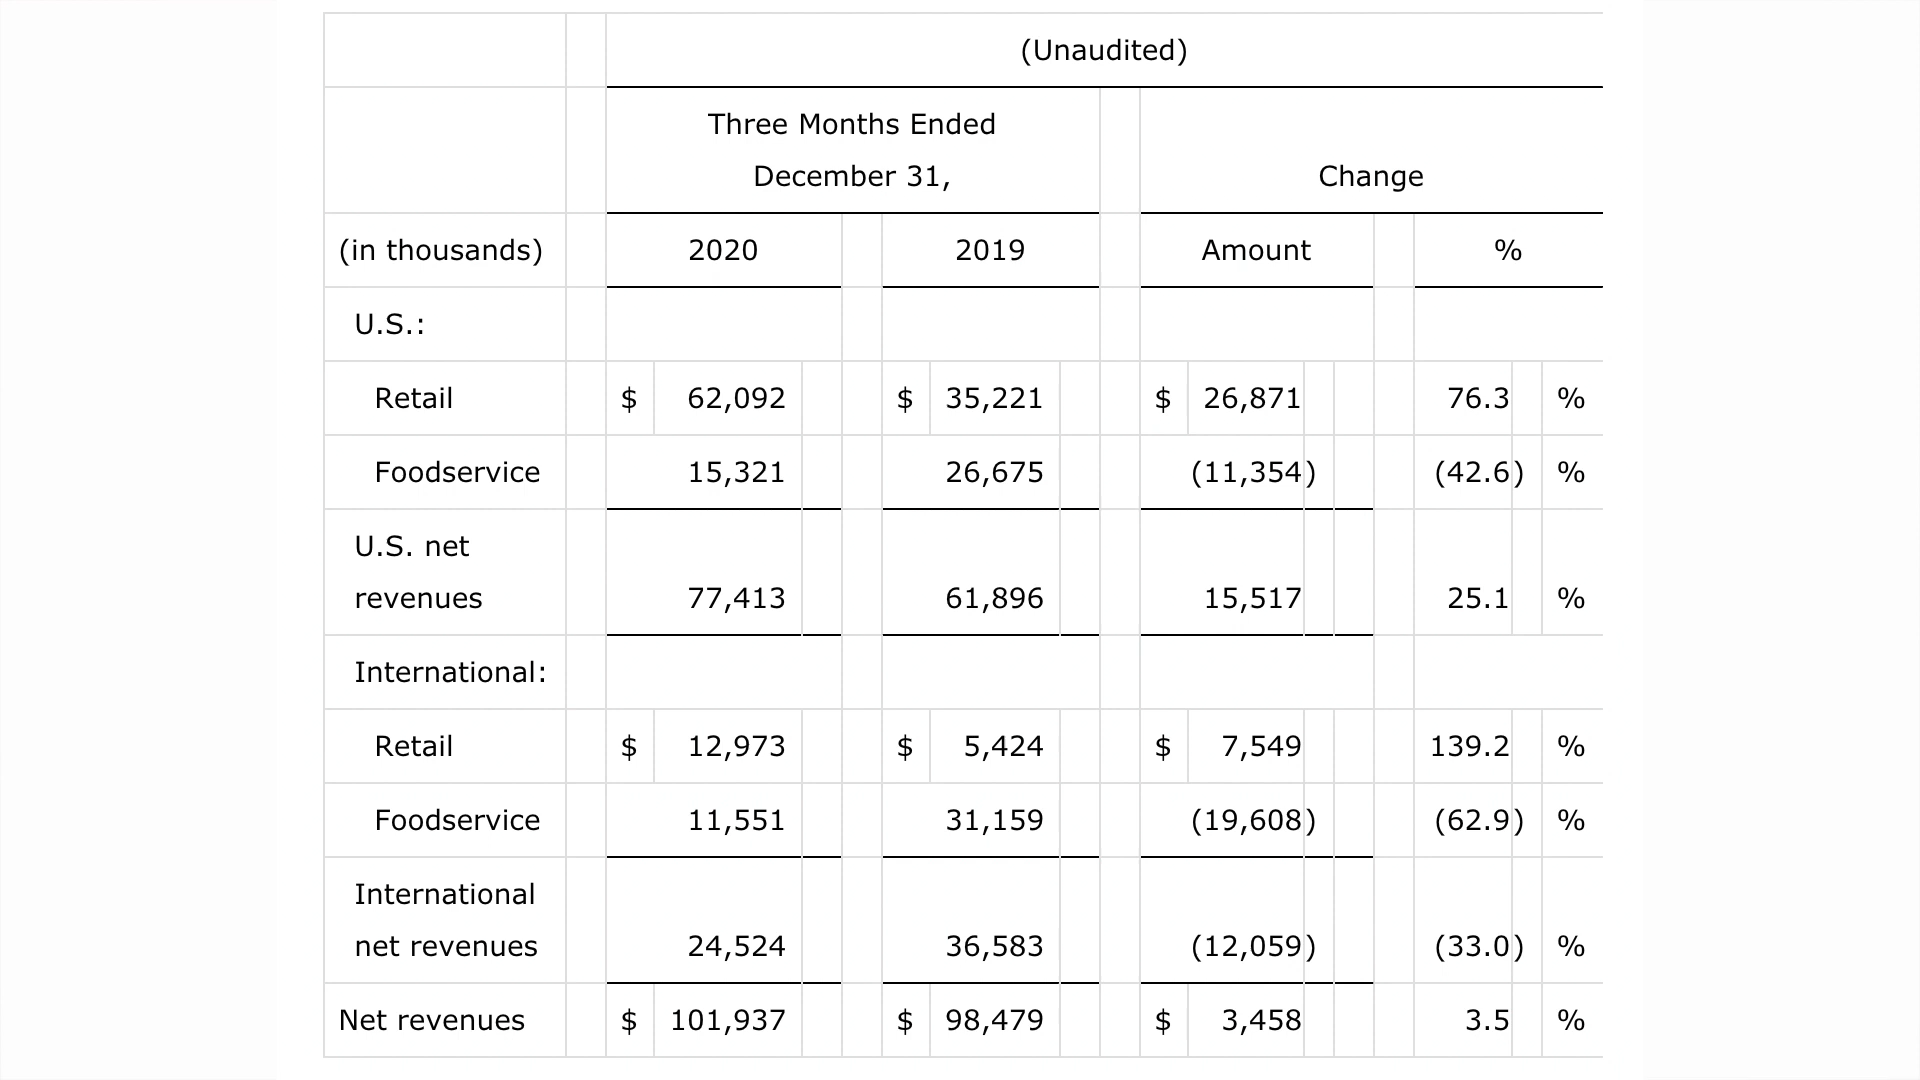 (Unaudited)
Three Months Ended
December 31,
Change
(in thousands) 2020 2019 Amount %
U.S.:
Retail $ 62,092 $ 35,221 $ 26,871 76.3 %
Foodservice 15,321 26,675 (11,354) (42.6) %
U.S. net
revenues 77,413 61,896 15,517 25.1 %
International:
Retail $ 12,973 $ 5,424 $ 7,549 139.2 %
Foodservice 11,551 31,159 (19,608) (62.9) %
International
net revenues 24,524 36,583 (12,059) (33.0) %
Net revenues $ 101,937 $ 98,479 $ 3,458 3.5 %